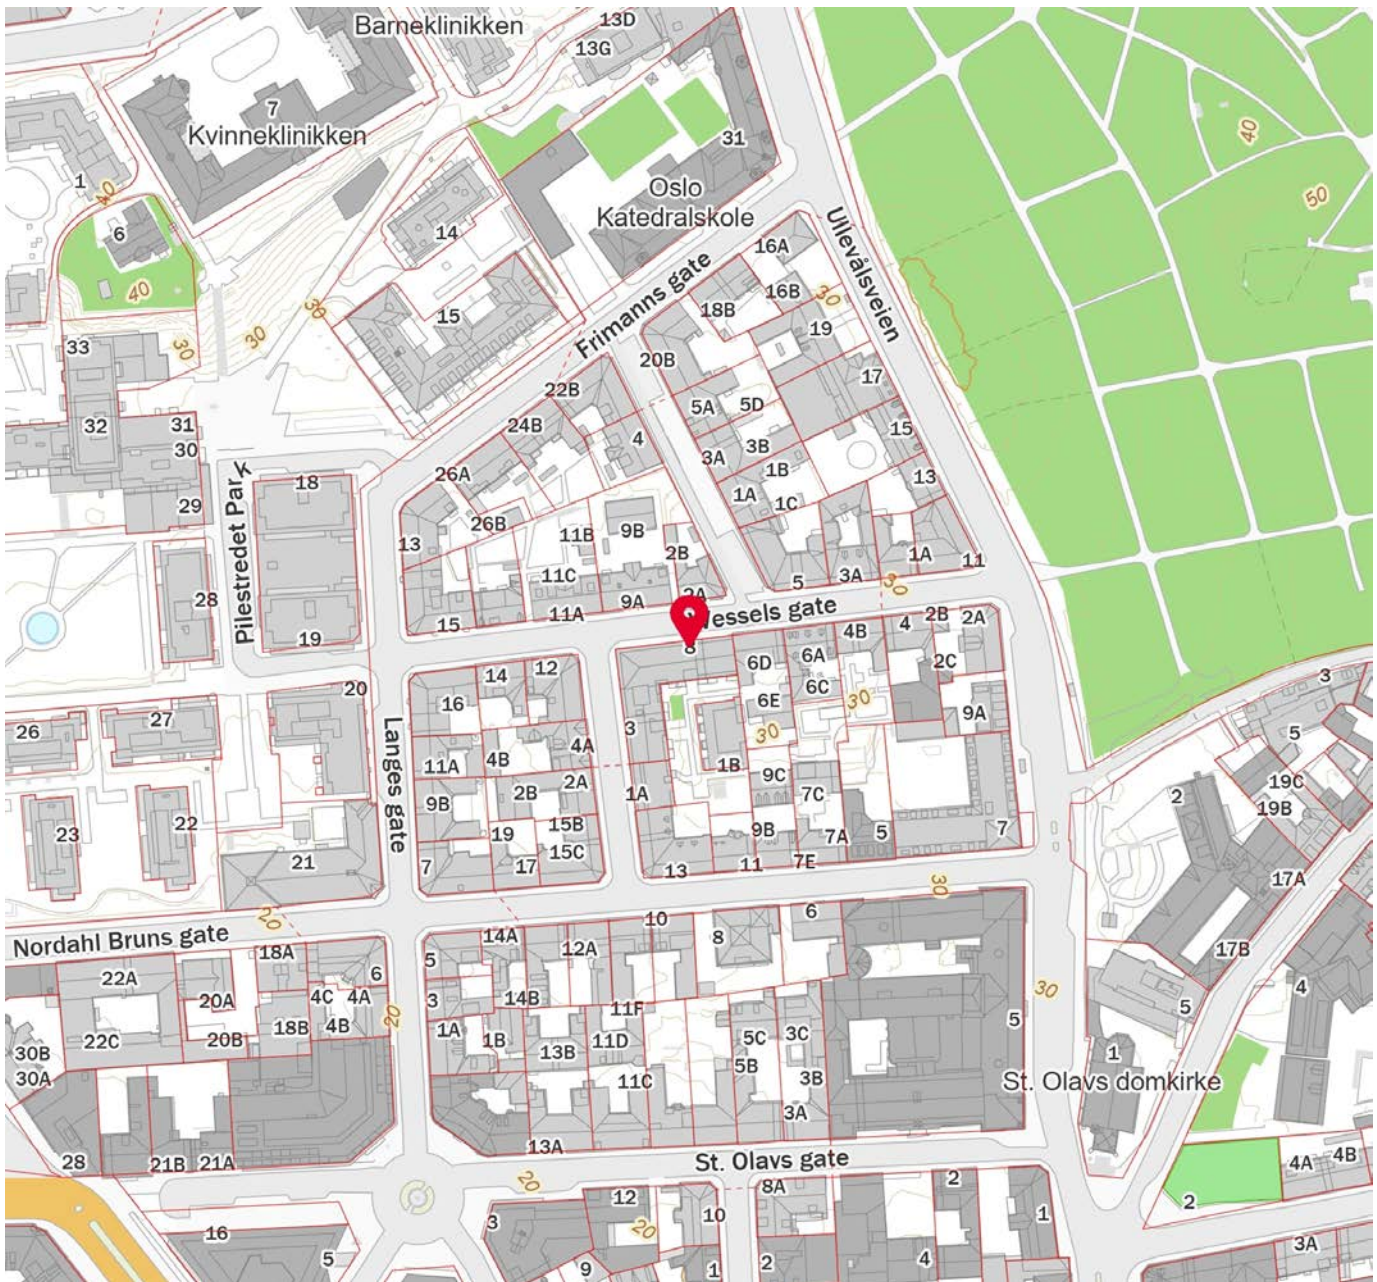 Barneklinikken
13D
13G
7
Kvinneklinikken
31
1
40
6
40
14
Oslo
Katedralskole
40
50
16A
Ullevålsveien
Frimanns gate
16B
30
18B
15
30
30
30
33
19
20B
17
22B
5A
5D
24B
32
31
30
4
3B
15
3A
1B
13
26A
18
1A
1C
29
Pilestredet Park
26B
11B
9B
13
2B
1A
11
28
11C
5
3A
30
9A
2A
11A
15
Wessels gate
19
8
4B
4
2B
2A
6A
6D
2C
12
14
16
20
6C
6E
30
9A
3
26
27
Langes gate
3
30
5
11A
4B
4A
1B
9C
19C
2A
9B
2B
1A
7C
2
19B
23
22
19
15B
9B
7A
5
7
15C
21
7
17
13
11
7E
17A
20
30
Nordahl Bruns gate
10
6
18A
14A
12A
8
5
17B
22A
6
4C
4A
20A
3
14B
30
4
11F
5
20
18B
4B
1A
1B
5C
3C
5
22C
20B
13B
11D
30B
30A
5B
1
11C
3B
St. Olavs domkirke
3A
28
21B
21A
13A
St. Olavs gate
4A
4B
20
2
8A
2
12
10
1
3
20
16
5
9
1
2
4
3A